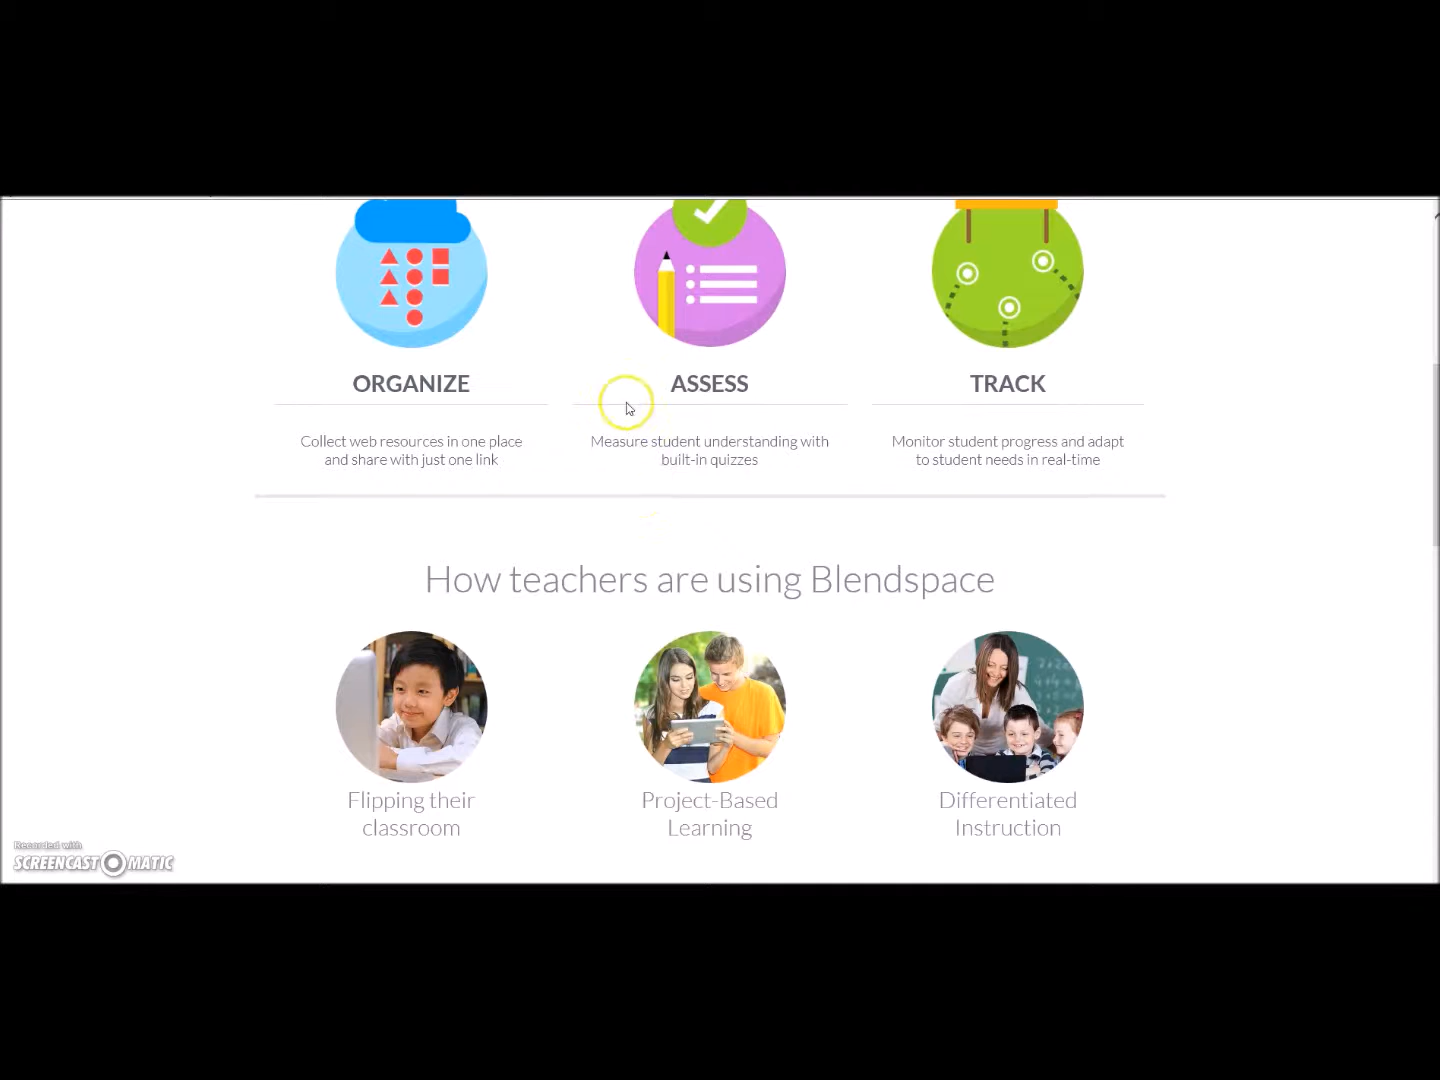 ORGANIZE
Collect web resources in one place
and share with just one link
ASSESS
Measure student understanding with
built-in quizzes
TRACK
Monitor student progress and adapt
to student needs in real-time
How teachers are using Blendspace
Flipping their
classroom
Project-Based
Learning
Differentiated
Instruction
Recorded with
SCREENCAST MATIC